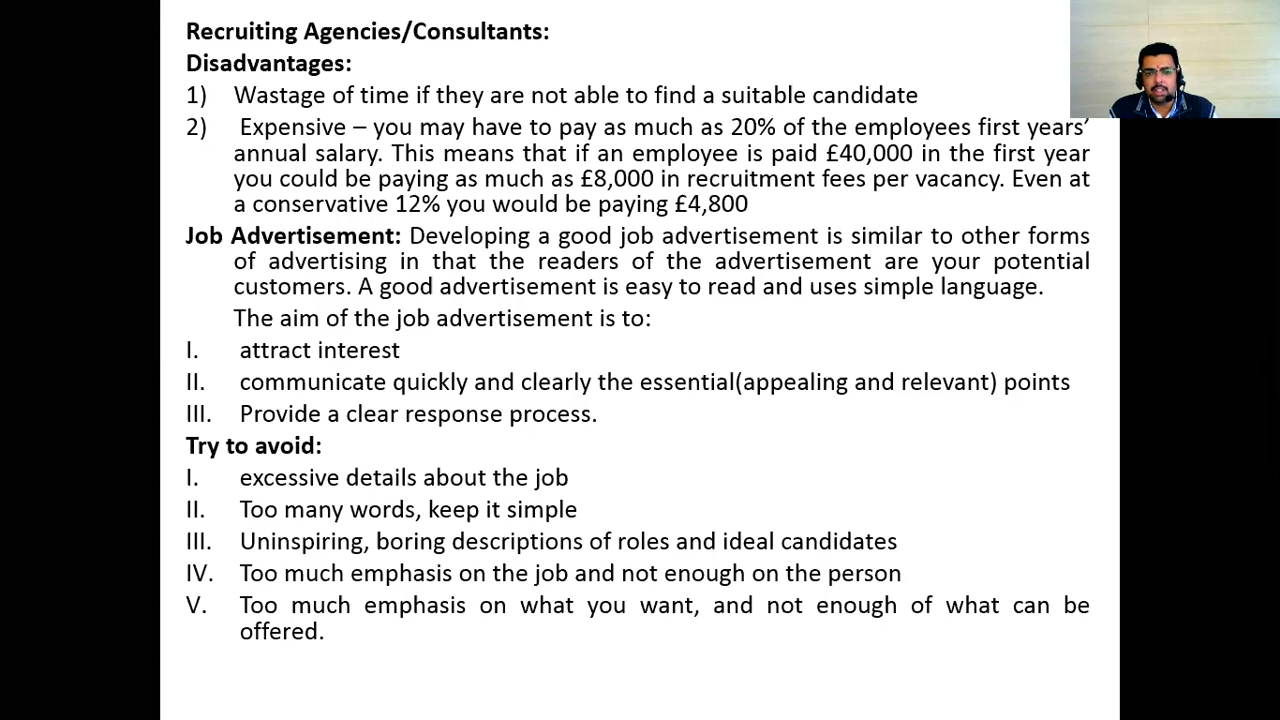 Recruiting Agencies/Consultants:
Disadvantages:
1) Wastage of time if they are not able to find a suitable candidate
2) Expensive – you may have to pay as much as 20% of the employees first years'
annual salary. This means that if an employee is paid £40,000 in the first year
you could be paying as much as £8,000 in recruitment fees per vacancy. Even at
a conservative 12% you would be paying £4,800
Job Advertisement: Developing a good job advertisement is similar to other forms
of advertising in that the readers of the advertisement are your potential
customers. A good advertisement is easy to read and uses simple language.
The aim of the job advertisement is to:
I. attract interest
II. communicate quickly and clearly the essential(appealing and relevant) points
III. Provide a clear response process.
Try to avoid:
I. excessive details about the job
II. Too many words, keep it simple
III. Uninspiring, boring descriptions of roles and ideal candidates
IV. Too much emphasis on the job and not enough on the person
V. Too much emphasis on what you want, and not enough of what can be
offered.